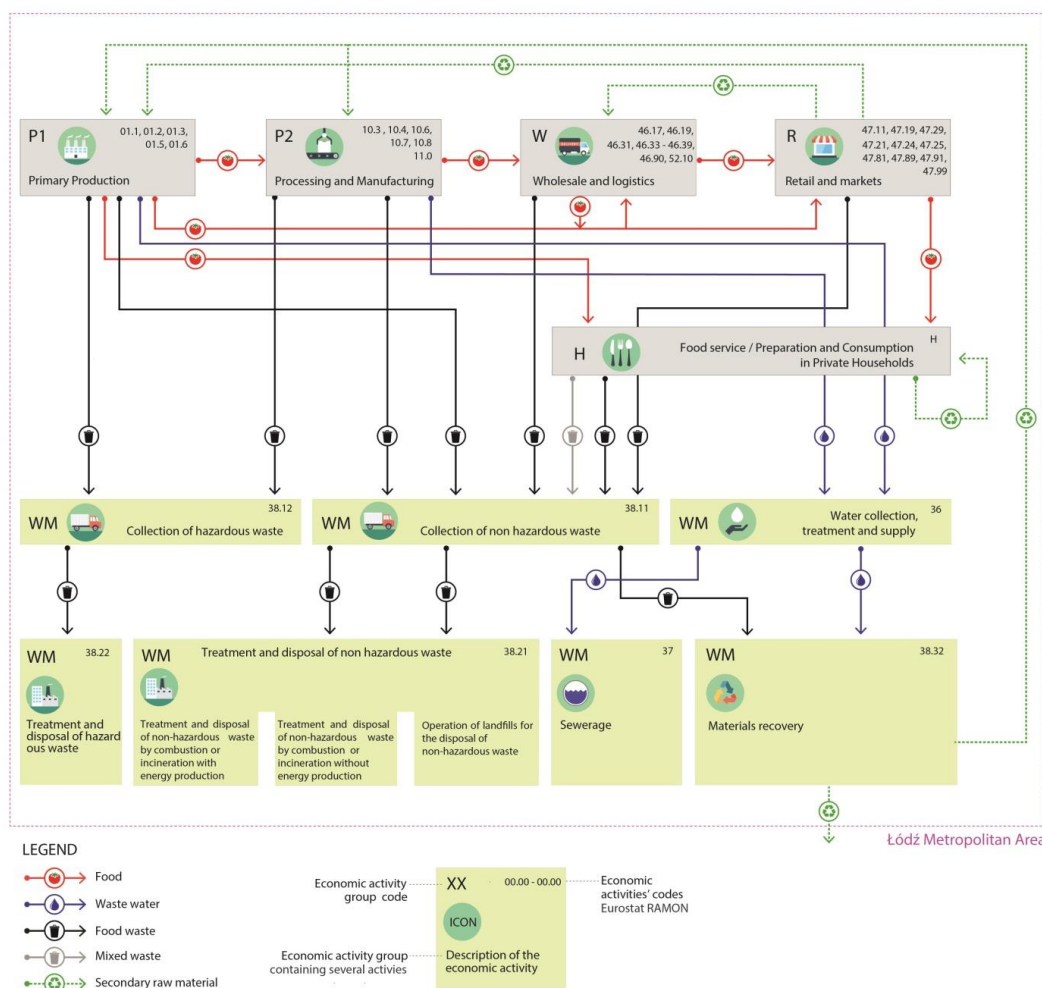 P1
01.1, 01.2, 01.3,
01.5, 01.6
Primary Production
P2
10.3 , 10.4, 10.6,
10.7, 10.8
11.0
Processing and Manufacturing
W
46.17, 46.19,
46.31, 46.33 - 46.39,
46.90, 52.10
Wholesale and logistics
R
47.11, 47.19, 47.29,
47.21, 47.24, 47.25,
47.81, 47.89, 47.91,
47.99
Retail and markets
H
Food service / Preparation and Consumption
in Private Households
H
WM
38.12
Collection of hazardous waste
WM
38.11
Collection of non hazardous waste
WM
Water collection,
treatment and supply
36
WM
38.22
Treatment and
disposal of hazard
ous waste
WM
Treatment and disposal of non hazardous waste
38.21
Treatment and disposal
of non-hazardous waste
by combustion or
incineration with
energy production
Treatment and disposal
of non-hazardous waste
by combustion or
incineration without
energy production
Operation of landfills for
the disposal of
non-hazardous waste
WM
37
Sewerage
WM
38.32
Materials recovery
Łódź Metropolitan Area
LEGEND
Food
Waste water
Food waste
Mixed waste
Secondary raw material
Economic activity
group code
XX
00.00 - 00.00
Economic
activities' codes
Eurostat RAMON
ICON
Economic activity group
containing several activies
Description of the
economic activity